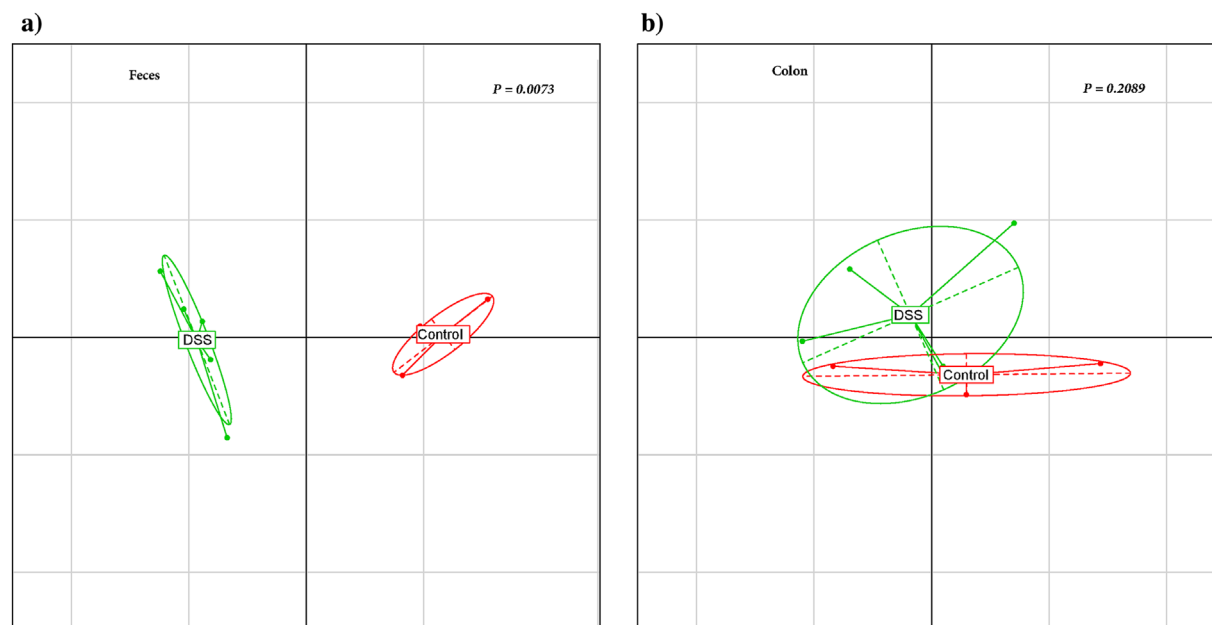 a)
Feces
P = 0.0073
DSS
Control
b)
Colon
P = 0.2089
DSS
Control